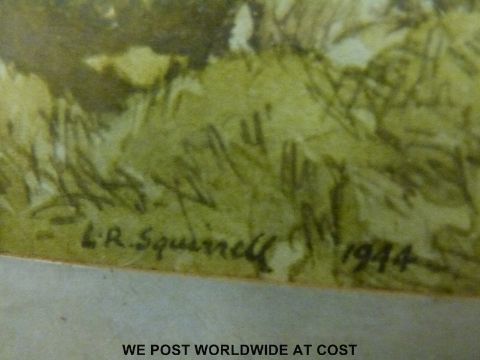 L.R. Squirrell 1944
WE POST WORLDWIDE AT COST